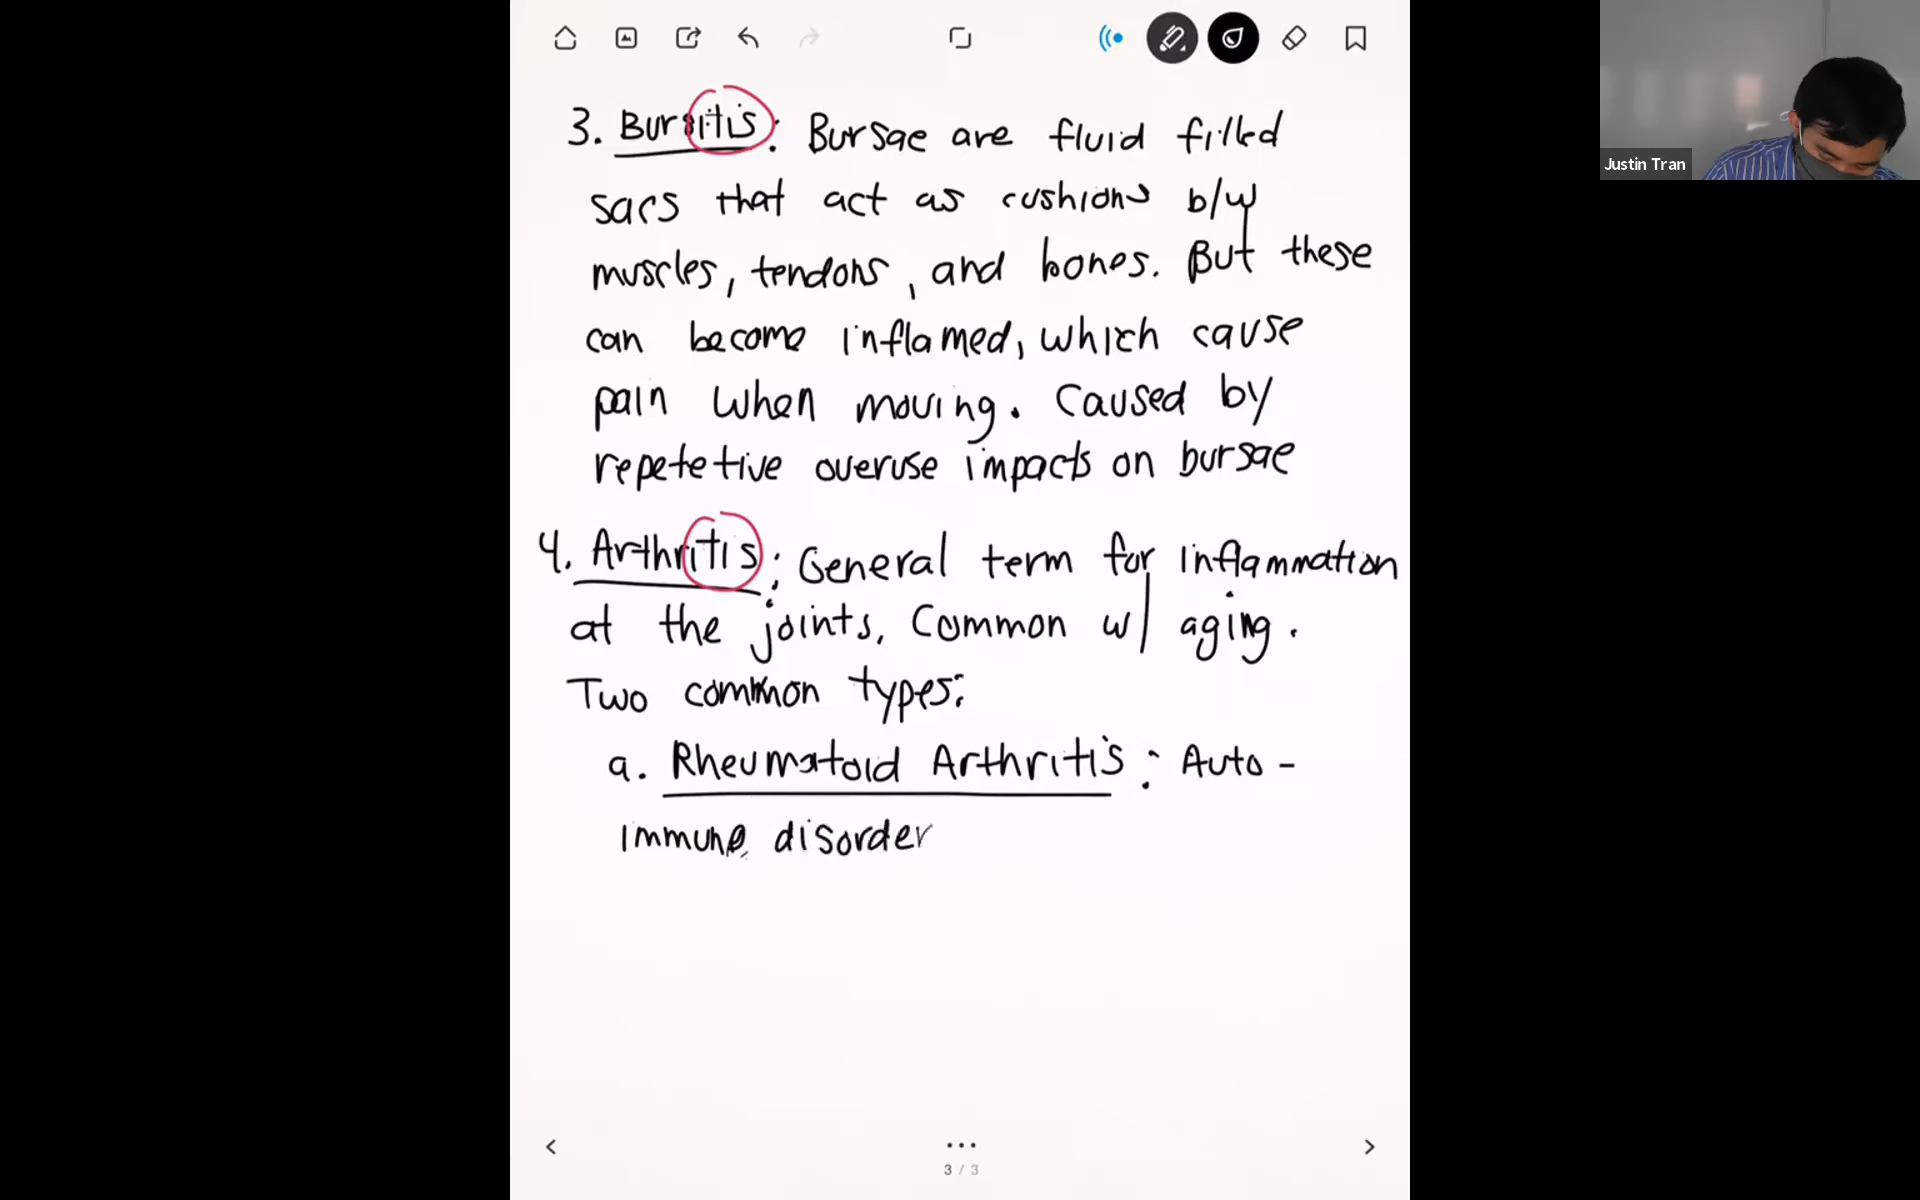 3. Bursitis: Bursae are fluid filled
sacs that act as cushions b/w
muscles, tendons, and bones. But these
can become inflamed, which cause
pain when moving. Caused by
repetetive overuse impacts on bursae
4. Arthritis: General term for inflammation
at the joints, Common w/ aging.
Two common types:
a. Rheumatoid Arthritis: Auto-
immune disorder
3 / 3
Justin Tran